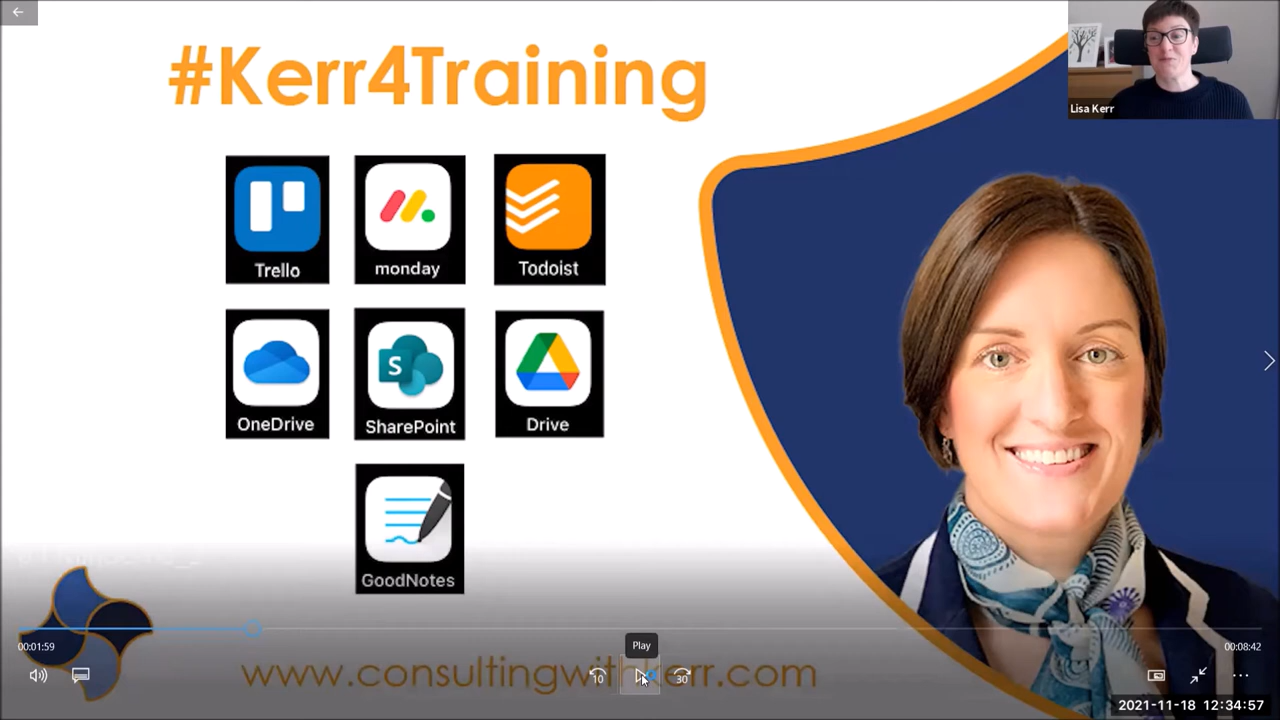 #Kerr4Training
Lisa Kerr
Trello
monday
Todoist
OneDrive
S
SharePoint
Drive
GoodNotes
00:01:59
Play
00:08:42
10
30
www.consultingwithkerr.com
2021-11-18 12:34:57